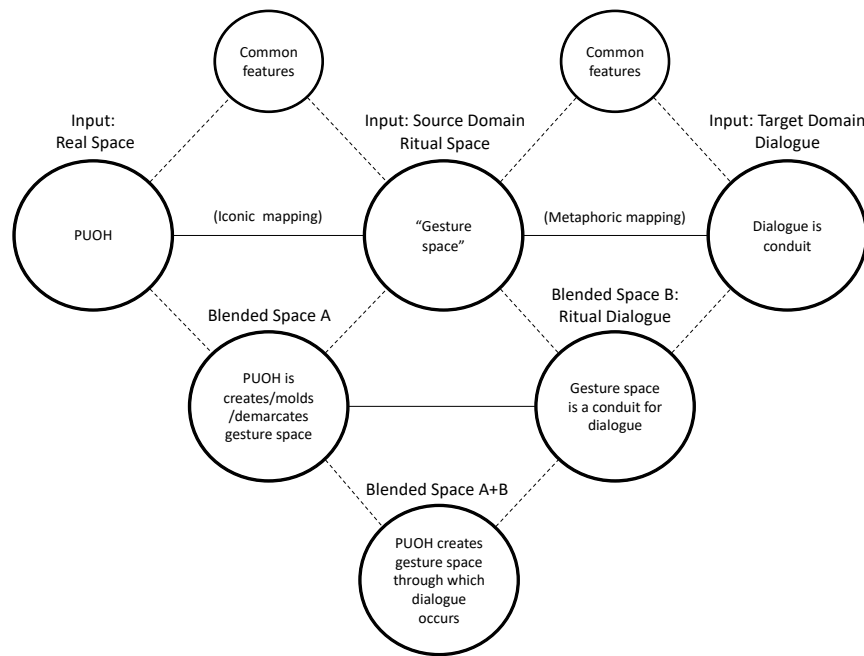 Common
features
Common
features
Input:
Real Space
Input: Source Domain
Ritual Space
Input: Target Domain
Dialogue
PUOH
(Iconic mapping)
“Gesture
space”
(Metaphoric mapping)
Dialogue is
conduit
Blended Space A
Blended Space B:
Ritual Dialogue
PUOH is
creates/molds
/demarcates
gesture space
Gesture space
is a conduit for
dialogue
Blended Space A+B
PUOH creates
gesture space
through which
dialogue
occurs